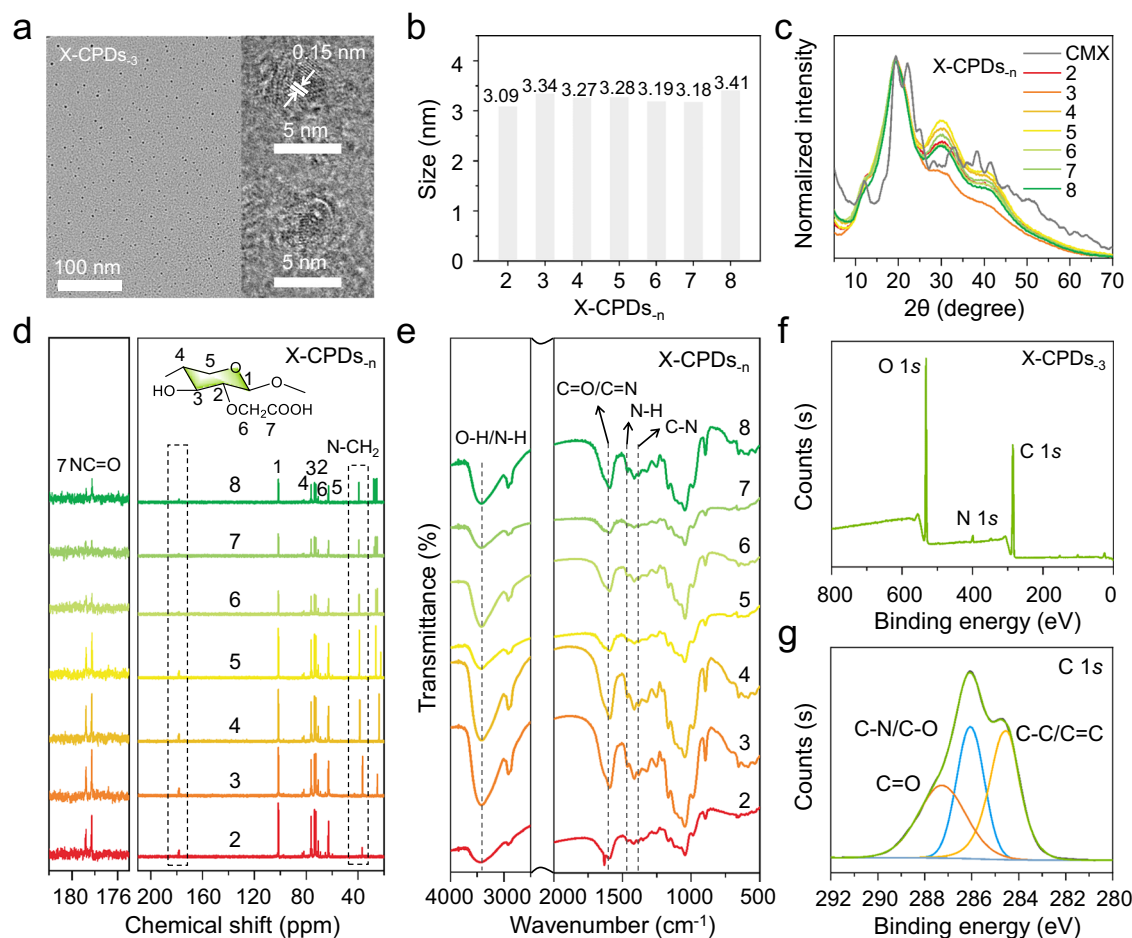 a
X-CPDs-3
0.15 nm
5 nm
5 nm
100 nm
b
Size (nm)
4
3
2
1
0
3.09
3.34
3.27
3.28
3.19
3.18
3.41
2 3 4 5 6 7 8
X-CPDs-n
c
Normalized intensity
X-CPDs-n
CMX
2
3
4
5
6
7
8
10 20 30 40 50 60 70
2θ (degree)
d
X-CPDs-n
4 5 O 1 O
HO 3 2
OCH2COOH
6 7
N-CH2
7 NC=O
1 32
4 6 5
8
7
6
5
4
3
2
182 176
200 160 120 80 40
Chemical shift (ppm)
e
X-CPDs-n
C=O/C=N
N-H
C-N
O-H/N-H
8
7
6
5
4
3
2
Transmittance (%)
4000 3000 2000 1500 1000 500
Wavenumber (cm-1)
f
X-CPDs-3
O 1s
C 1s
N 1s
Counts (s)
800 600 400 200 0
Binding energy (eV)
g
C 1s
C-N/C-O
C-C/C=C
C=O
Counts (s)
292 290 288 286 284 282 280
Binding energy (eV)